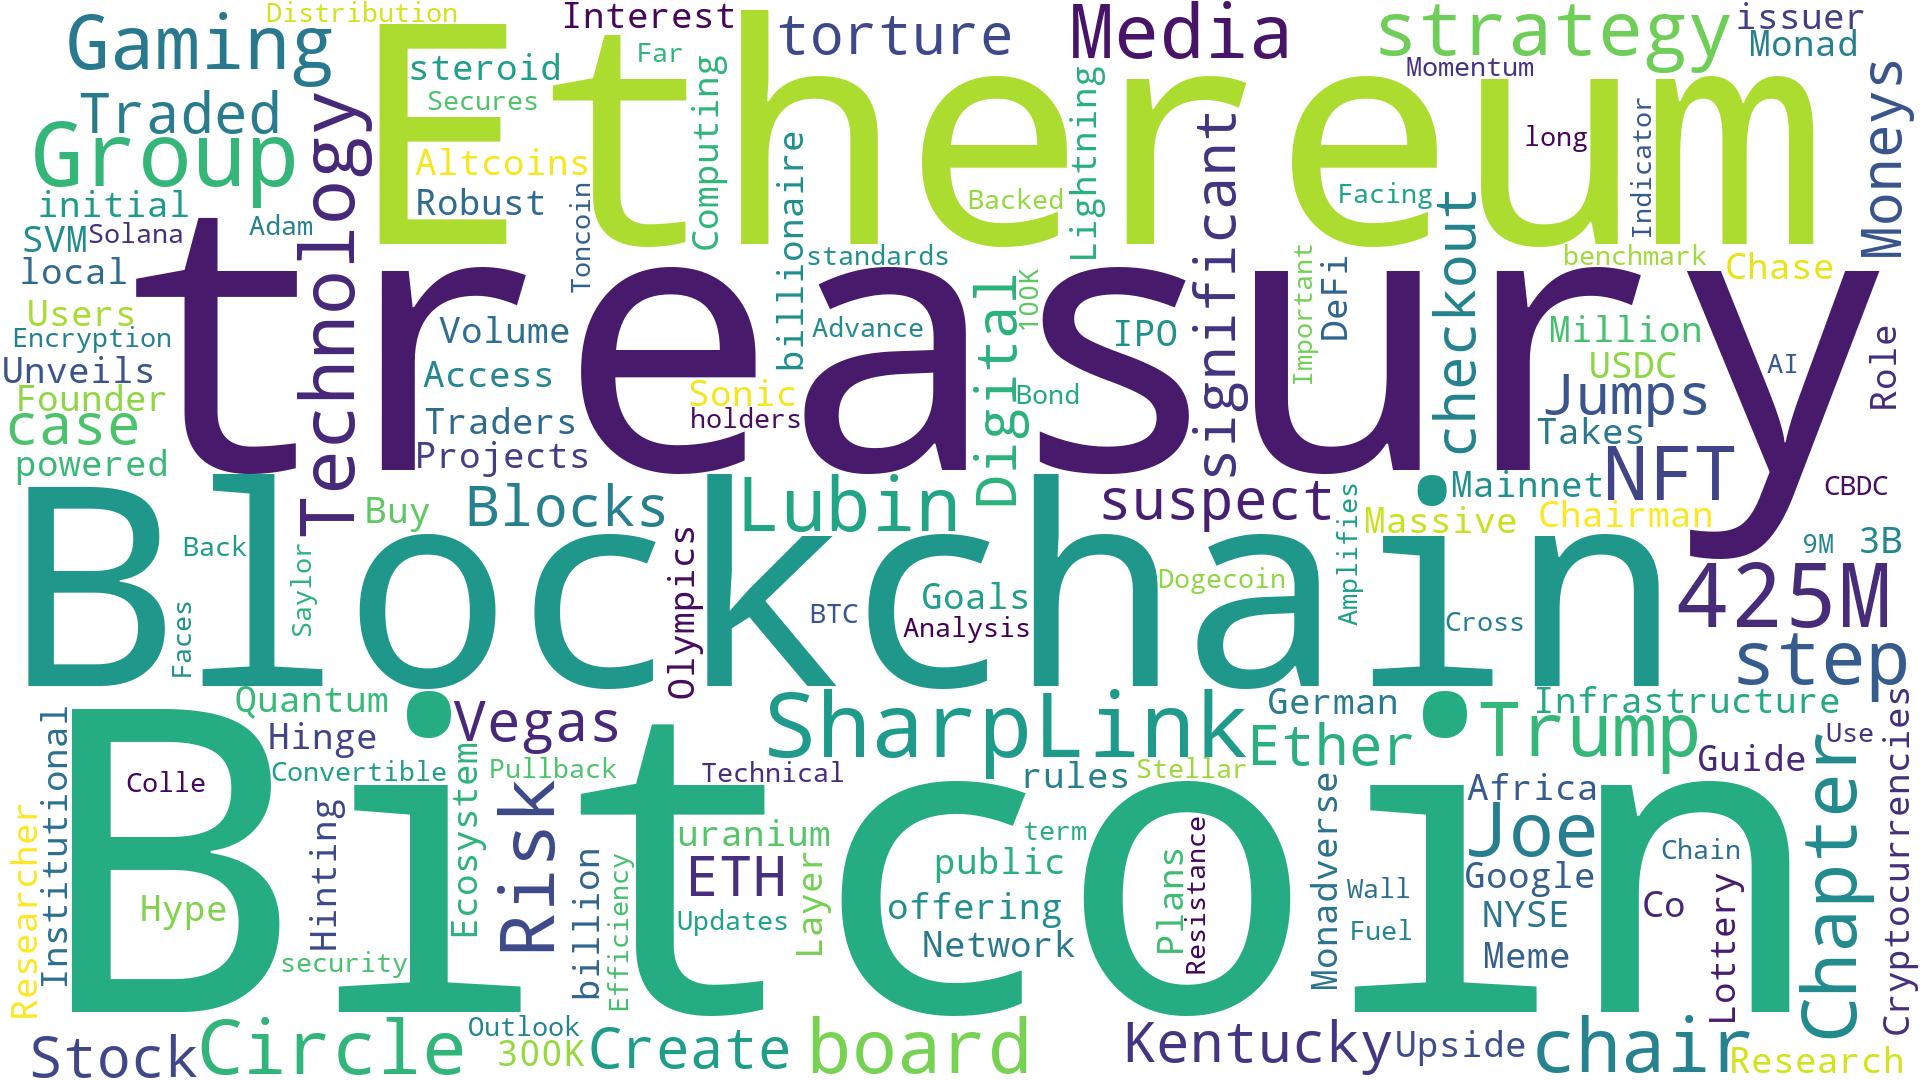 Distribution
Interest
torture
Media
strategy
issuer
Gaming
Ethereum
steroid
Far
Momentum
Monad
Traded
Secures
Computing
Lightning
Moneys
Group
Technology
Altcoins
billionaire
significant
long
Indicator
initial
Robust
Toncoin
Backed
Facing
checkout
SVM
Solana
Adam
standards
benchmark
Chase
local
treasury
Users
Volume
Advance
Digital
100K
IPO
Important
DeFi
Million
Encryption
USDC
AI
Role
Unveils
Access
Sonic
Bond
Jumps
Founder
holders
case
Traders
Takes
powered
Projects
NFT
Mainnet
CBDC
Buy
Blocks
Lubin
suspect
Massive
Chairman
Blockchain
Back
Saylor
Olympics
Amplifies
9M
3B
Dogecoin
425M
Goals
BTC
Analysis
Cross
Faces
step
Quantum
Vegas
SharpLink
German
Infrastructure
Hinge
Ether
Trump
Use
Bitcoin
Convertible
Pullback
Technical
rules
Stellar
Guide
Cryptocurrencies
Colle
Institutional
Ecosystem
Risk
Monadverse
Africa
Chapter
Researcher
Hinting
uranium
term
Joe
Chain
billion
ETH
public
Plans
Resistance
Google
Wall
Hype
Efficiency
Updates
Layer
offering
NYSE
Co
Lottery
Network
Fuel
Meme
security
Stock
Circle
Outlook
300K
Create
board
Kentucky
Upside
chair
Research